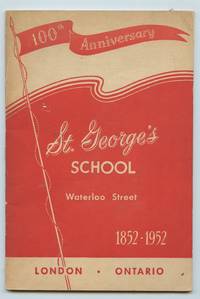 100th Anniversary
St. George's
SCHOOL
Waterloo Street
1852-1952
LONDON • ONTARIO